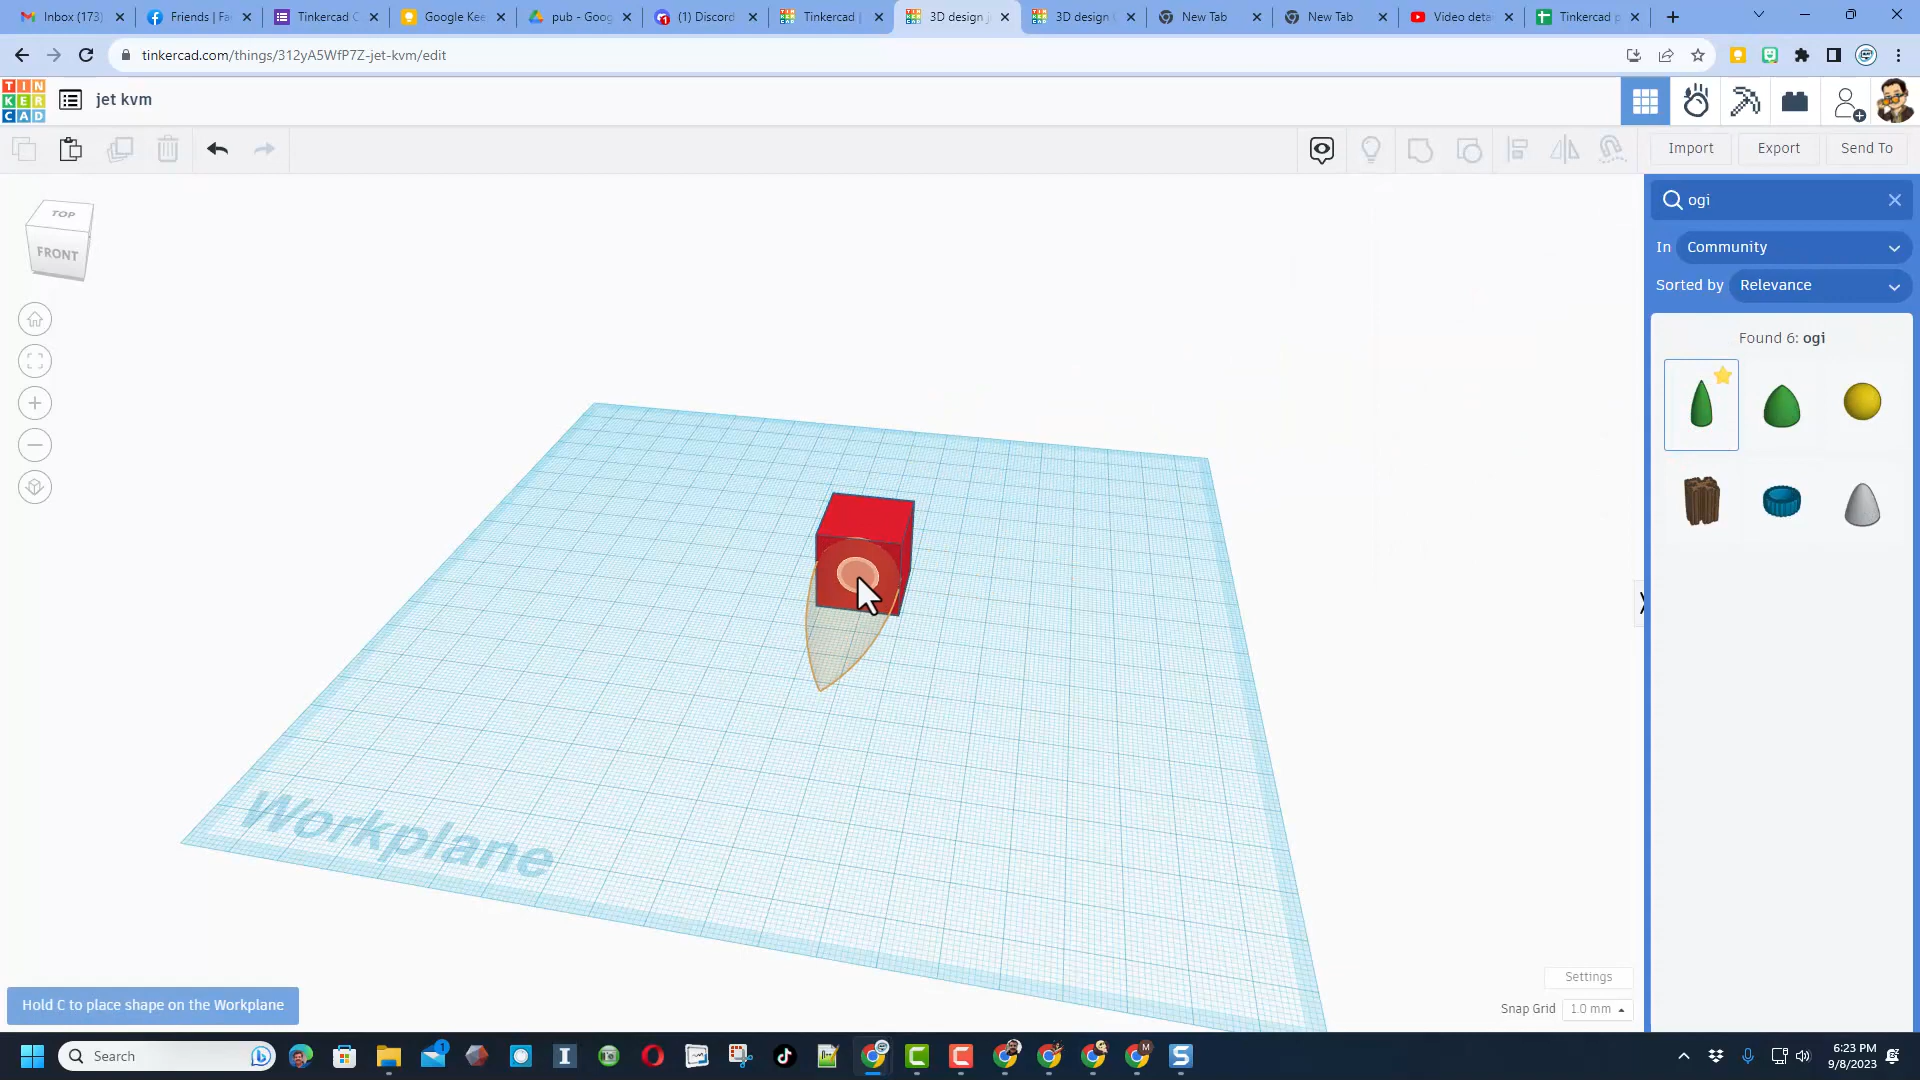 Inbox (173)
Friends | Fa
Tinkercad C
Google Kee
pub - Goog
(1) Discord
Tinkercad |
3D design j
3D design U
New Tab
New Tab
Video detai
Tinkercad p
tinkercad.com/things/312yA5WfP7Z-jet-kvm/edit
TIN
KER
CAD
jet kvm
Import
Export
Send To
TOP
FRONT
ogi
In Community
Sorted by Relevance
Found 6: ogi
Workplane
Settings
Snap Grid 1.0 mm
Hold C to place shape on the Workplane
Search
1
M
6:23 PM
9/8/2023